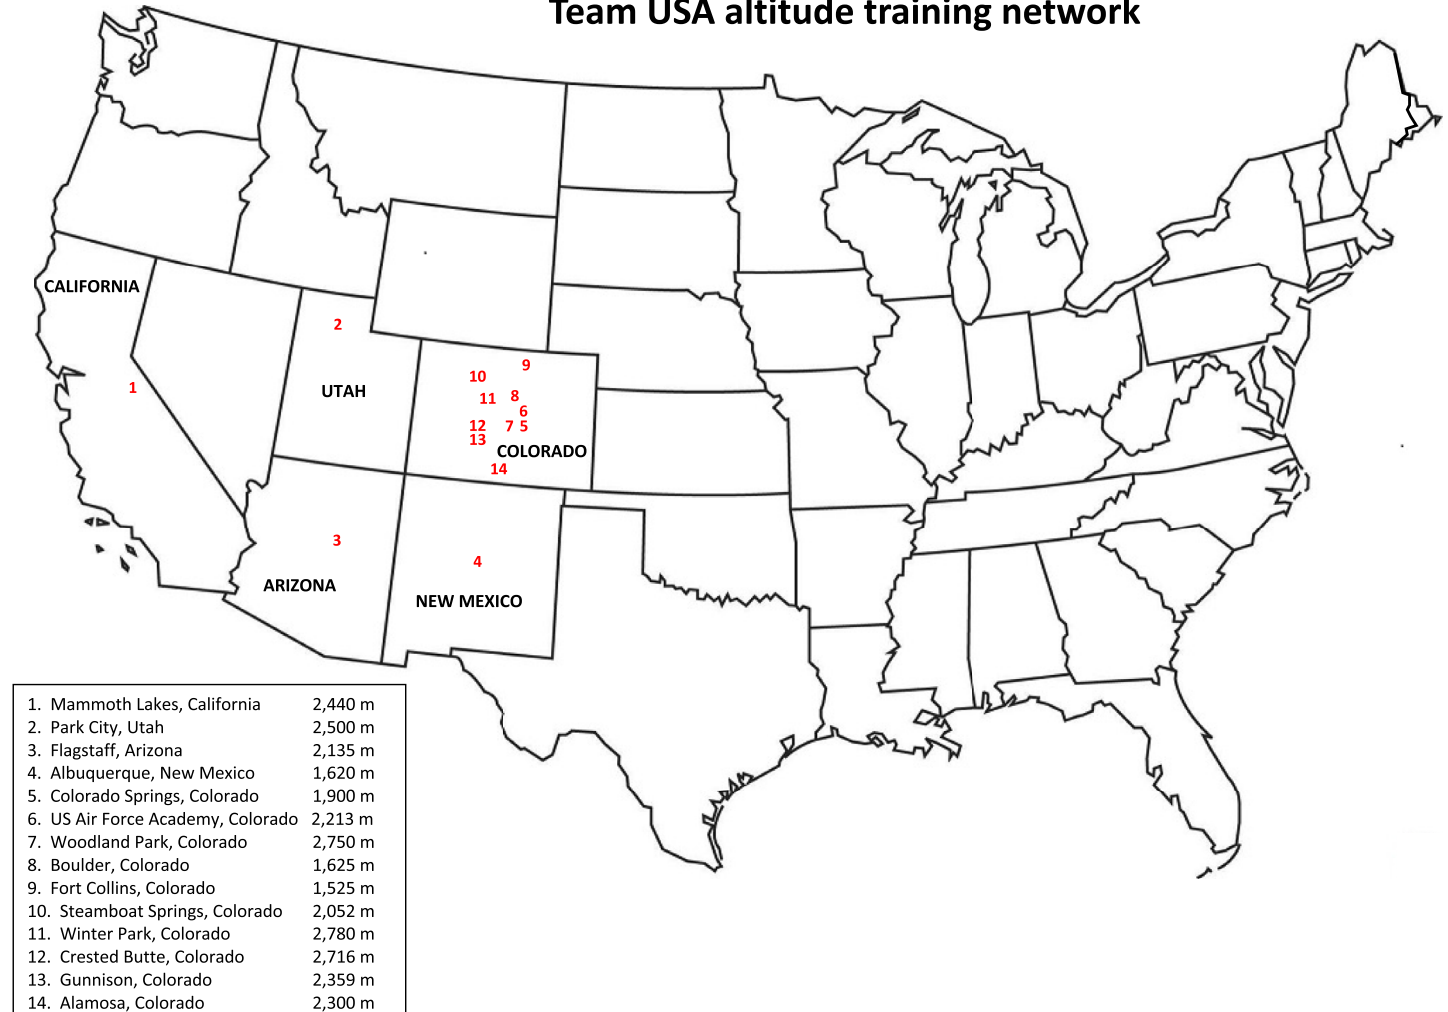 Team USA altitude training network
CALIFORNIA
2
9
10
1
UTAH
11
8
6
12
7
5
13
COLORADO
14
3
4
ARIZONA
NEW MEXICO
1. Mammoth Lakes, California 2,440 m
2. Park City, Utah 2,500 m
3. Flagstaff, Arizona 2,135 m
4. Albuquerque, New Mexico 1,620 m
5. Colorado Springs, Colorado 1,900 m
6. US Air Force Academy, Colorado 2,213 m
7. Woodland Park, Colorado 2,750 m
8. Boulder, Colorado 1,625 m
9. Fort Collins, Colorado 1,525 m
10. Steamboat Springs, Colorado 2,052 m
11. Winter Park, Colorado 2,780 m
12. Crested Butte, Colorado 2,716 m
13. Gunnison, Colorado 2,359 m
14. Alamosa, Colorado 2,300 m